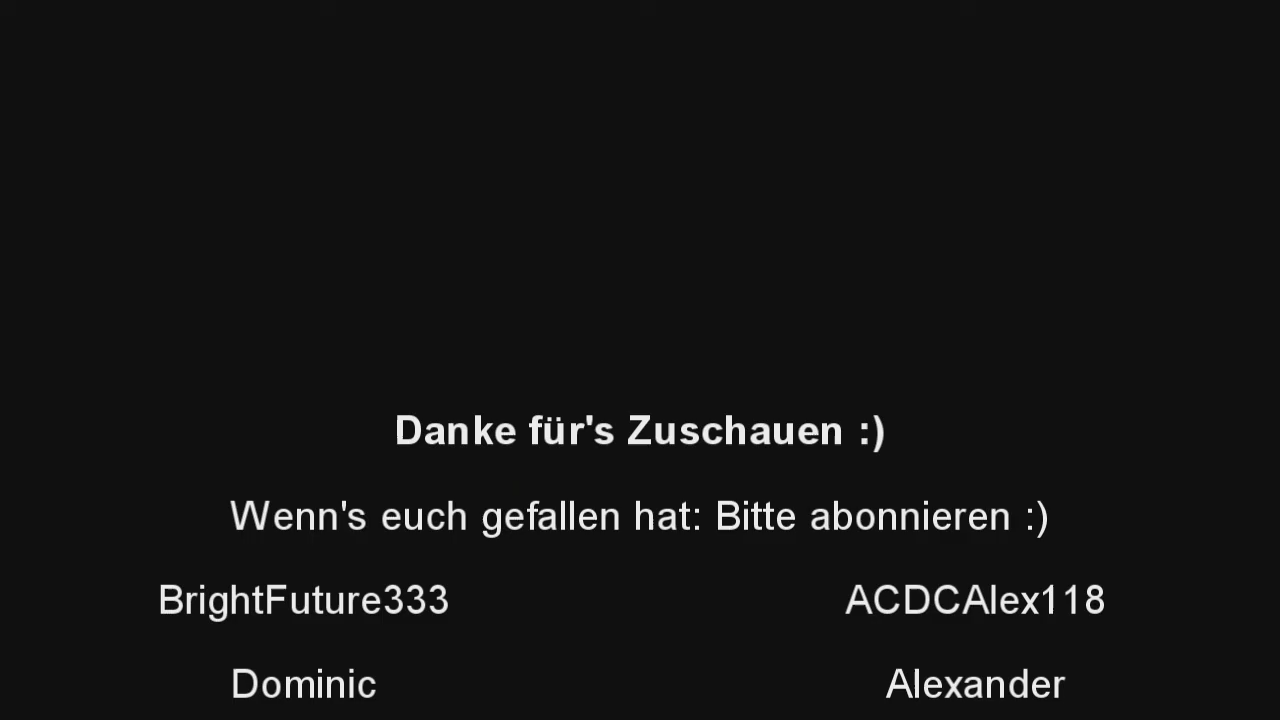 Danke für's Zuschauen :)
Wenn's euch gefallen hat: Bitte abonnieren :)
BrightFuture333 ACDCAlex118
Dominic Alexander